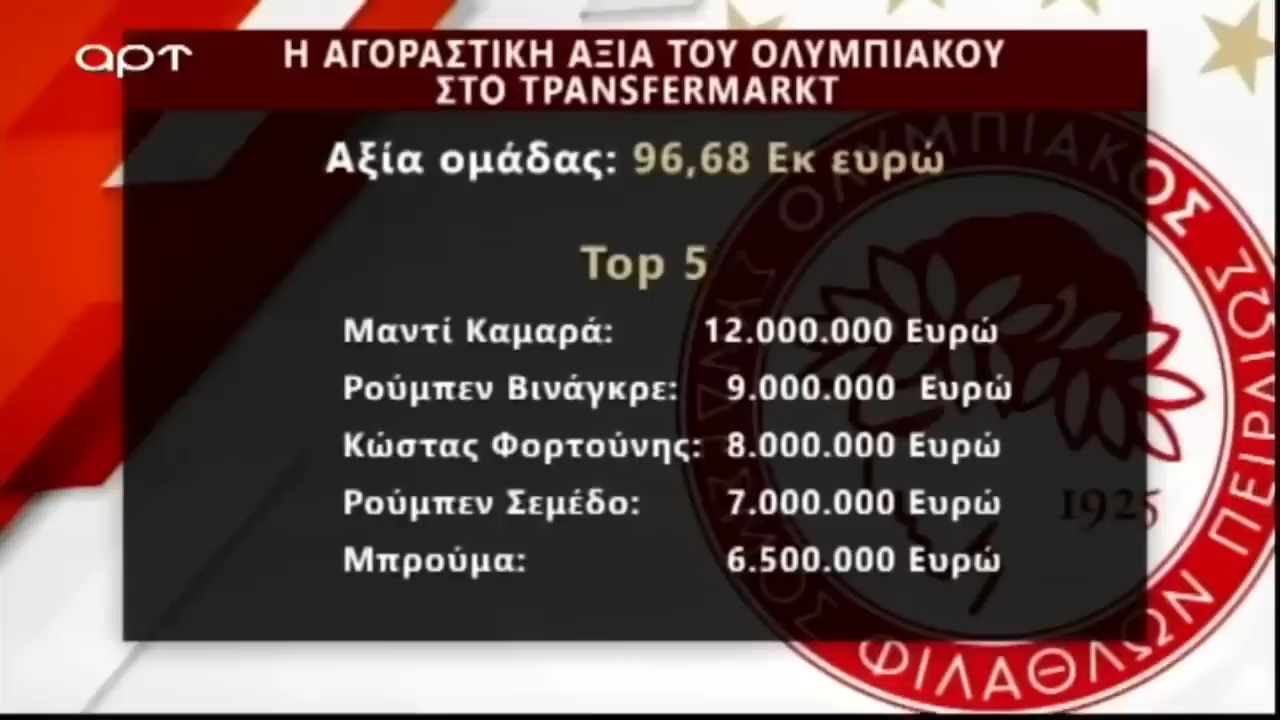 αρτ
Η ΑΓΟΡΑΣΤΙΚΗ ΑΞΙΑ ΤΟΥ ΟΛΥΜΠΙΑΚΟΥ
ΣΤΟ TPANSFERMARKT
Αξία ομάδας: 96,68 Εκ ευρώ
Top 5
Μαντί Καμαρά: 12.000.000 Ευρώ
Ρούμπεν Βινάγκρε: 9.000.000 Ευρώ
Κώστας Φορτούνης: 8.000.000 Ευρώ
Ρούμπεν Σεμέδο: 7.000.000 Ευρώ
Μπρούμα: 6.500.000 Ευρώ
ΟΛΥΜΠΙΑΚΟΣ ΣΥΝΔΕΣΜΟΣ ΦΙΛΑΘΛΩΝ ΠΕΙΡΑΙΩΣ
1925